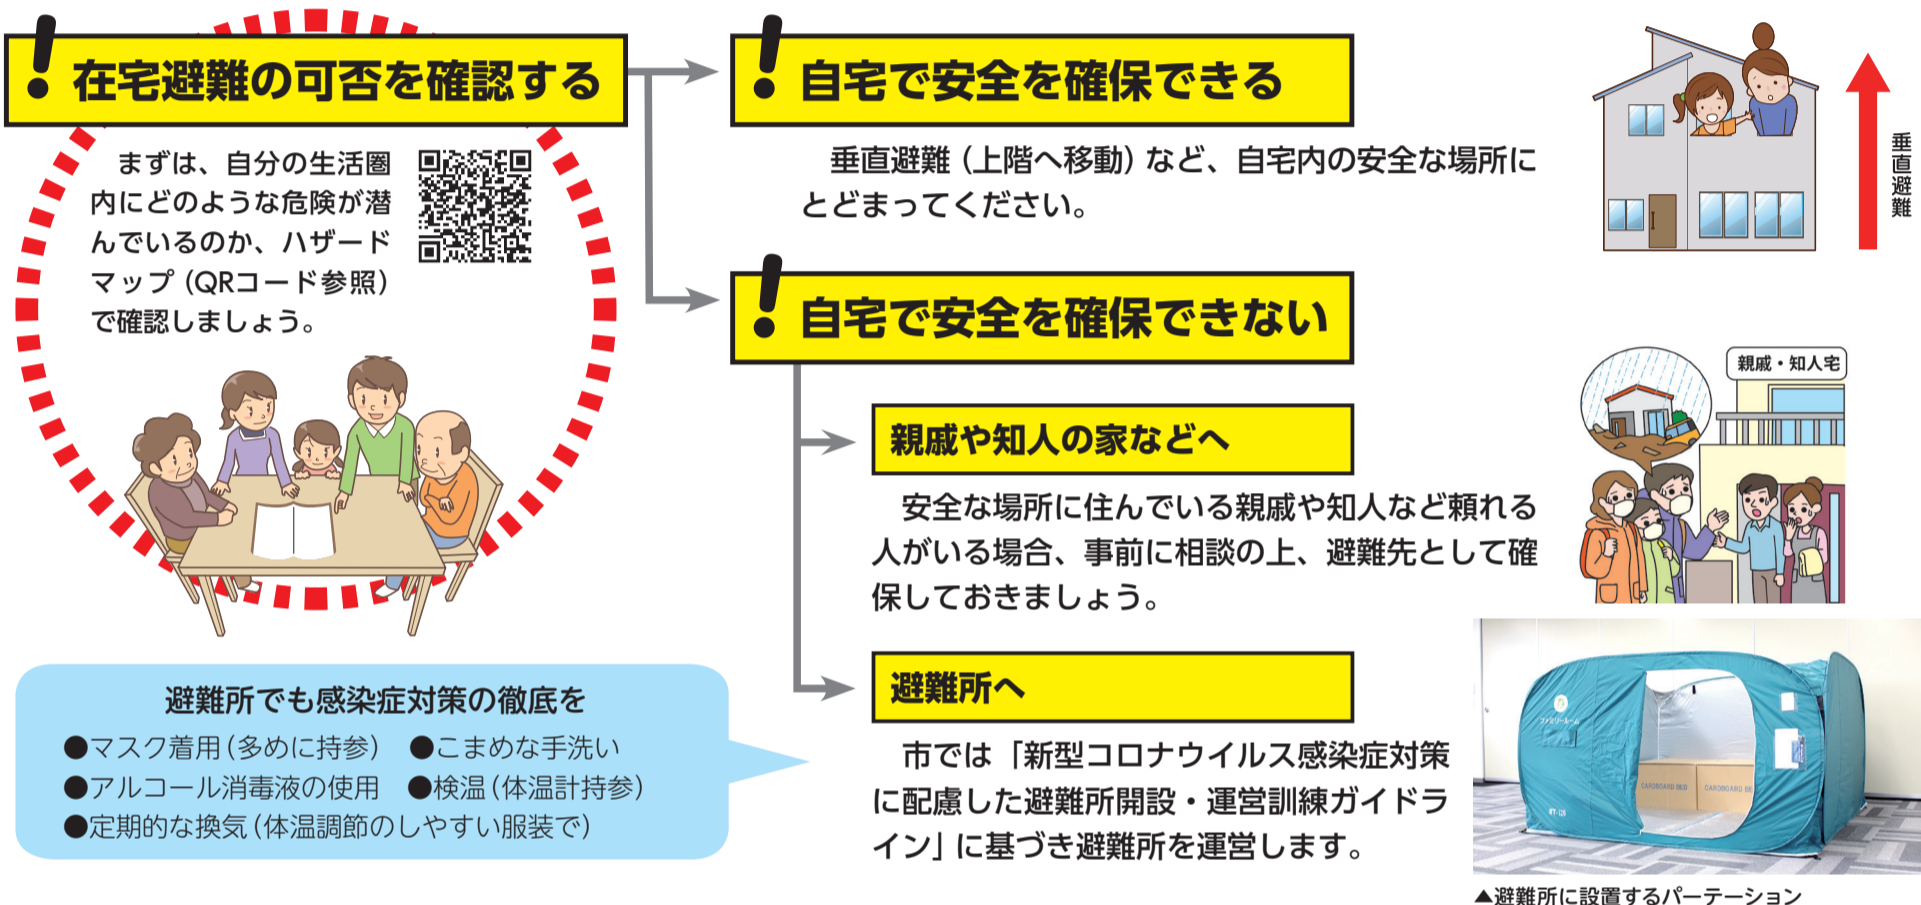 在宅避難の可否を確認する
まずは、自分の生活圏
内にどのような危険が潜
んでいるのか、ハザード
マップ（QRコード参照）
で確認しましょう。
自宅で安全を確保できる
垂直避難（上階へ移動）など、自宅内の安全な場所に
とどまってください。
垂直避難
自宅で安全を確保できない
親戚や知人の家などへ
安全な場所に住んでいる親戚や知人など頼れる
人がいる場合、事前に相談の上、避難先として確
保しておきましょう。
親戚・知人宅
避難所へ
市では「新型コロナウイルス感染症対策
に配慮した避難所開設・運営訓練ガイドラ
イン」に基づき避難所を運営します。
避難所でも感染症対策の徹底を
●マスク着用（多めに持参）　●こまめな手洗い
●アルコール消毒液の使用　●検温（体温計持参）
●定期的な換気（体温調節のしやすい服装で）
ファミリールーム
CARDBOARD BED
CARDBOARD BE
▲避難所に設置するパーテーション